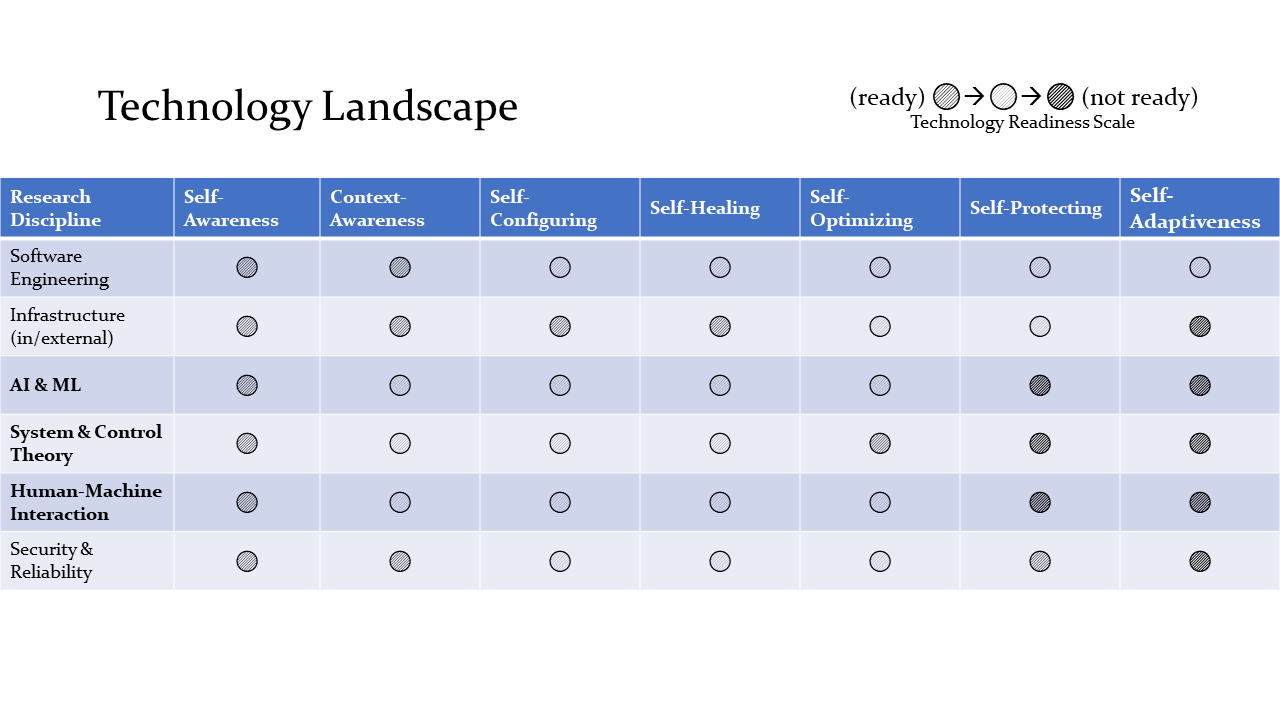 Technology Landscape
(ready) → → (not ready)
Technology Readiness Scale
Research
Discipline
Self-
Awareness
Context-
Awareness
Self-
Configuring
Self-Healing
Self-
Optimizing
Self-Protecting
Self-
Adaptiveness
Software
Engineering
Infrastructure
(in/external)
AI & ML
System & Control
Theory
Human-Machine
Interaction
Security &
Reliability